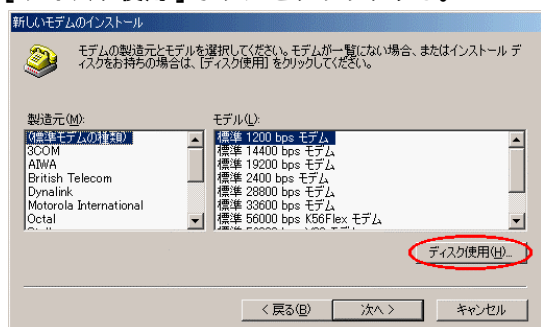 新しいモデムのインストール
モデムの製造元とモデルを選択してください。モデムが一覧にない場合、またはインストール デ
ィスクをお持ちの場合は、[ディスク使用] をクリックしてください。
製造元(M):
モデル(L):
(標準モデムの種類)
3COM
AIWA
British Telecom
Dynalink
Motorola International
Octal
標準 1200 bps モデム
標準 14400 bps モデム
標準 19200 bps モデム
標準 2400 bps モデム
標準 28800 bps モデム
標準 33600 bps モデム
標準 56000 bps K56Flex モデム
ディスク使用(H)...
< 戻る(B)
次へ >
キャンセル